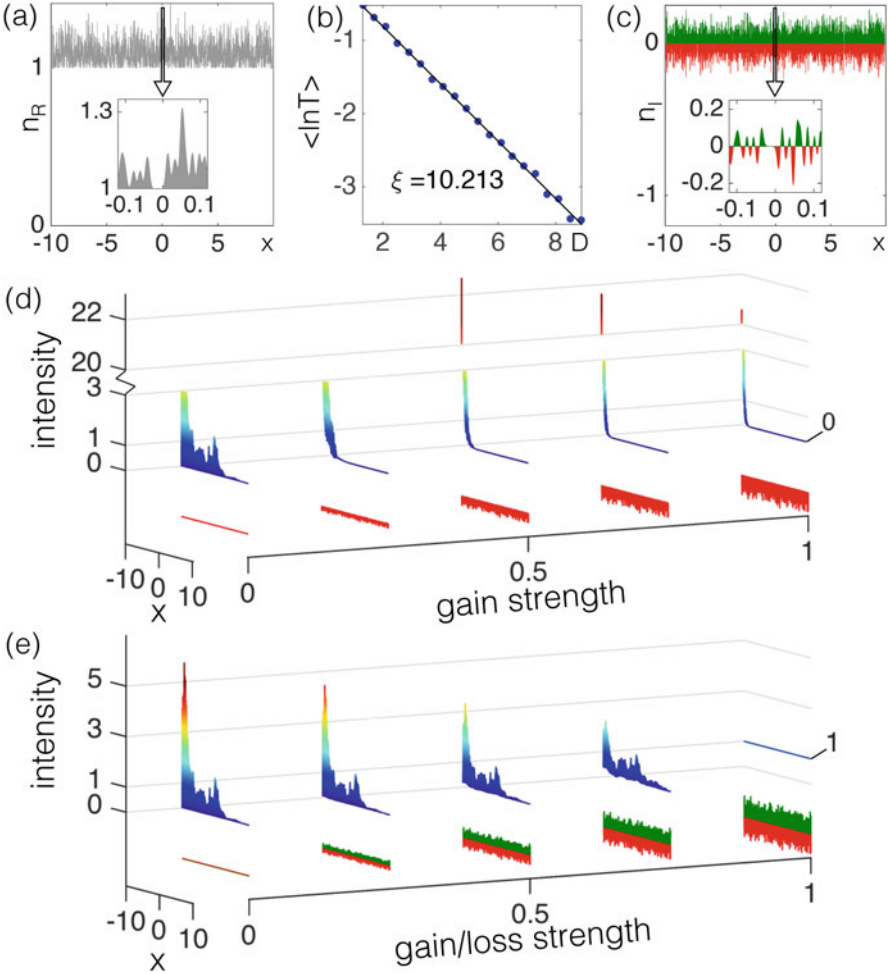 (a)
n_R
1
0
1.3
1
-0.1 0 0.1
-10 -5 0 5 x
(b)
<lnT>
-1
-2
-3
ξ =10.213
2 4 6 8 D
(c)
n_I
0
-1
0.2
0
-0.2
-0.1 0 0.1
-10 -5 0 5 x
(d)
intensity
22
20
3
1
0
0
-10 0 10
x
0 0.5 1
gain strength
(e)
intensity
5
3
1
0
1
-10 0 10
x
0 0.5 1
gain/loss strength